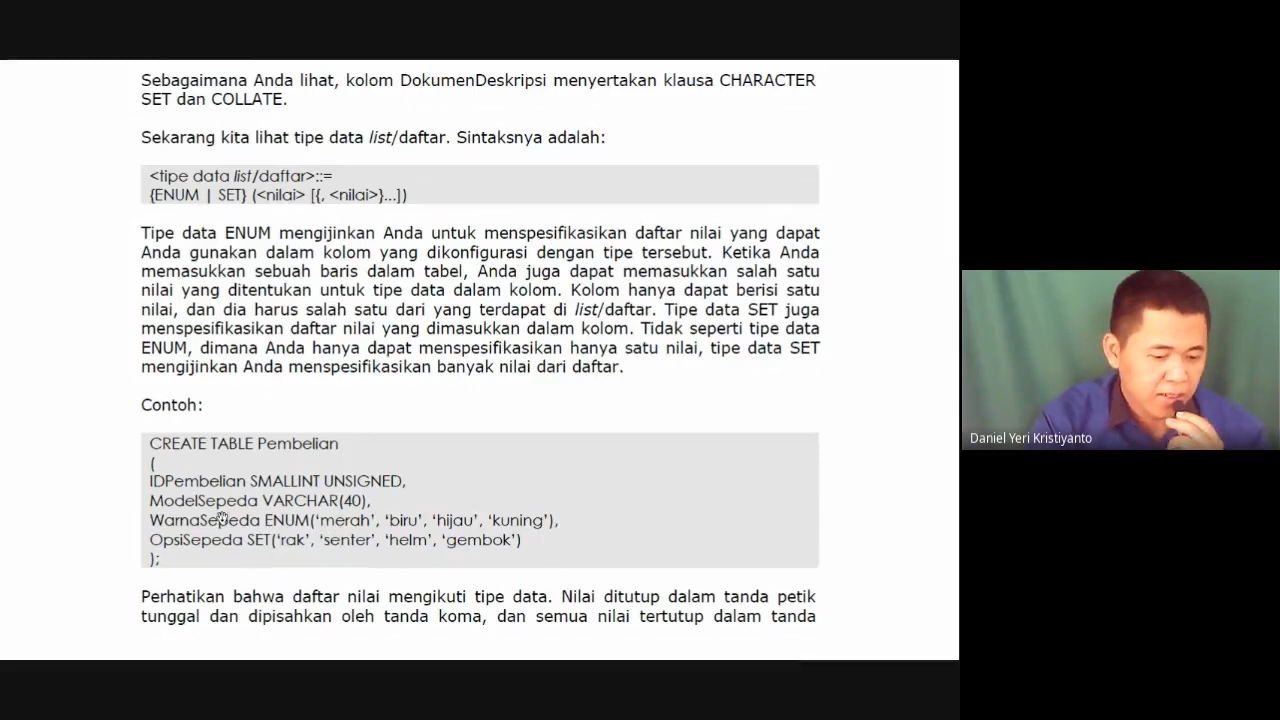 Sebagaimana Anda lihat, kolom DokumenDeskripsi menyertakan klausa CHARACTER
SET dan COLLATE.
Sekarang kita lihat tipe data list/daftar. Sintaksnya adalah:
<tipe data list/daftar>::=
{ENUM | SET} (<nilai> [{, <nilai>}...])
Tipe data ENUM mengijinkan Anda untuk menspesifikasikan daftar nilai yang dapat
Anda gunakan dalam kolom yang dikonfigurasi dengan tipe tersebut. Ketika Anda
memasukkan sebuah baris dalam tabel, Anda juga dapat memasukkan salah satu
nilai yang ditentukan untuk tipe data dalam kolom. Kolom hanya dapat berisi satu
nilai, dan dia harus salah satu dari yang terdapat di list/daftar. Tipe data SET juga
menspesifikasikan daftar nilai yang dimasukkan dalam kolom. Tidak seperti tipe data
ENUM, dimana Anda hanya dapat menspesifikasikan hanya satu nilai, tipe data SET
mengijinkan Anda menspesifikasikan banyak nilai dari daftar.
Contoh:
CREATE TABLE Pembelian
(
IDPembelian SMALLINT UNSIGNED,
ModelSepeda VARCHAR(40),
WarnaSepeda ENUM(‘merah’, ‘biru’, ‘hijau’, ‘kuning’),
OpsiSepeda SET(‘rak’, ‘senter’, ‘helm’, ‘gembok’)
);
Perhatikan bahwa daftar nilai mengikuti tipe data. Nilai ditutup dalam tanda petik
tunggal dan dipisahkan oleh tanda koma, dan semua nilai tertutup dalam tanda
Daniel Yeri Kristiyanto